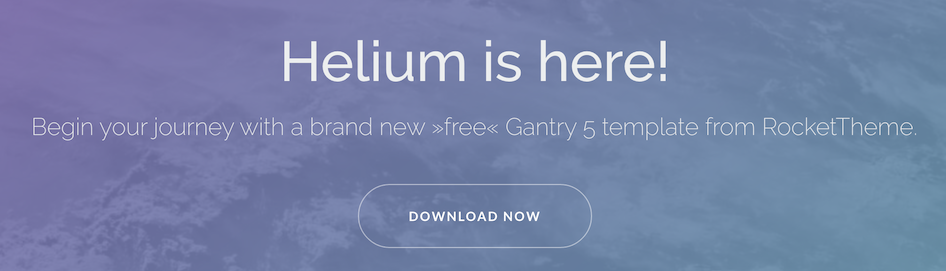 Helium is here!
Begin your journey with a brand new »free« Gantry 5 template from RocketTheme.
DOWNLOAD NOW